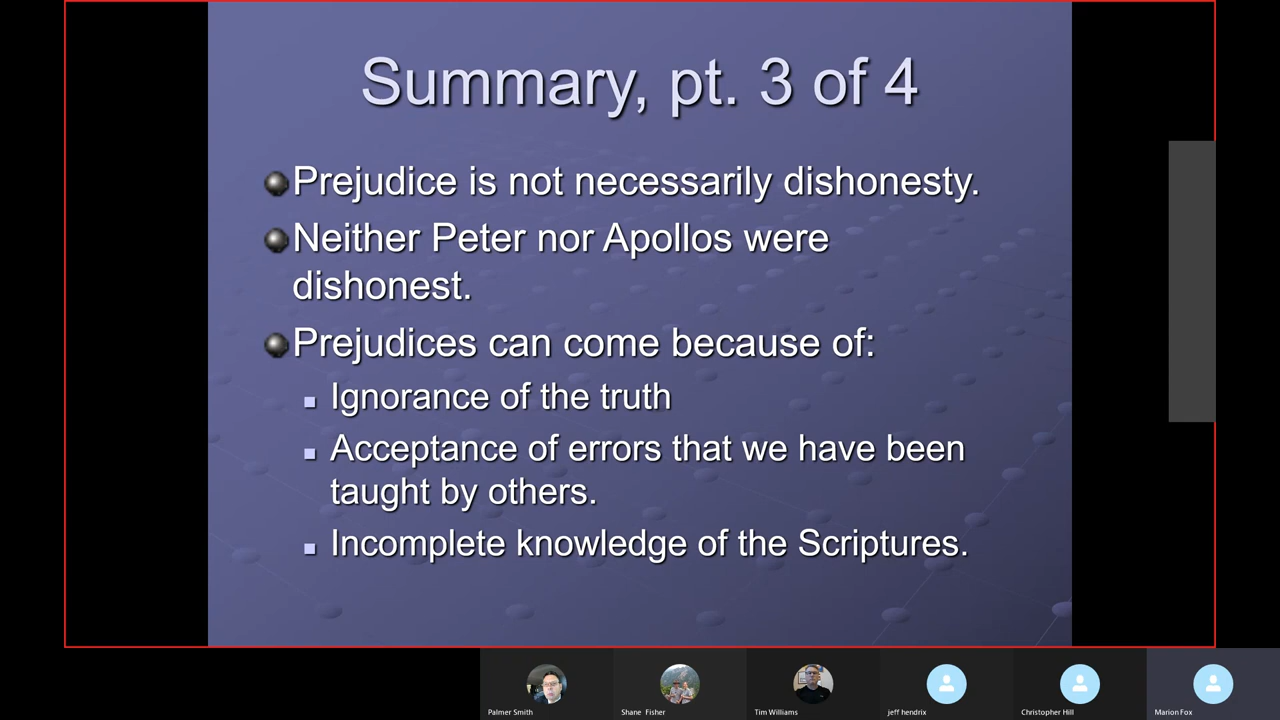 Summary, pt. 3 of 4
Prejudice is not necessarily dishonesty.
Neither Peter nor Apollos were
dishonest.
Prejudices can come because of:
Ignorance of the truth
Acceptance of errors that we have been
taught by others.
Incomplete knowledge of the Scriptures.
Palmer Smith
Shane Fisher
Tim Williams
jeff hendrix
Christopher Hill
Marion Fox